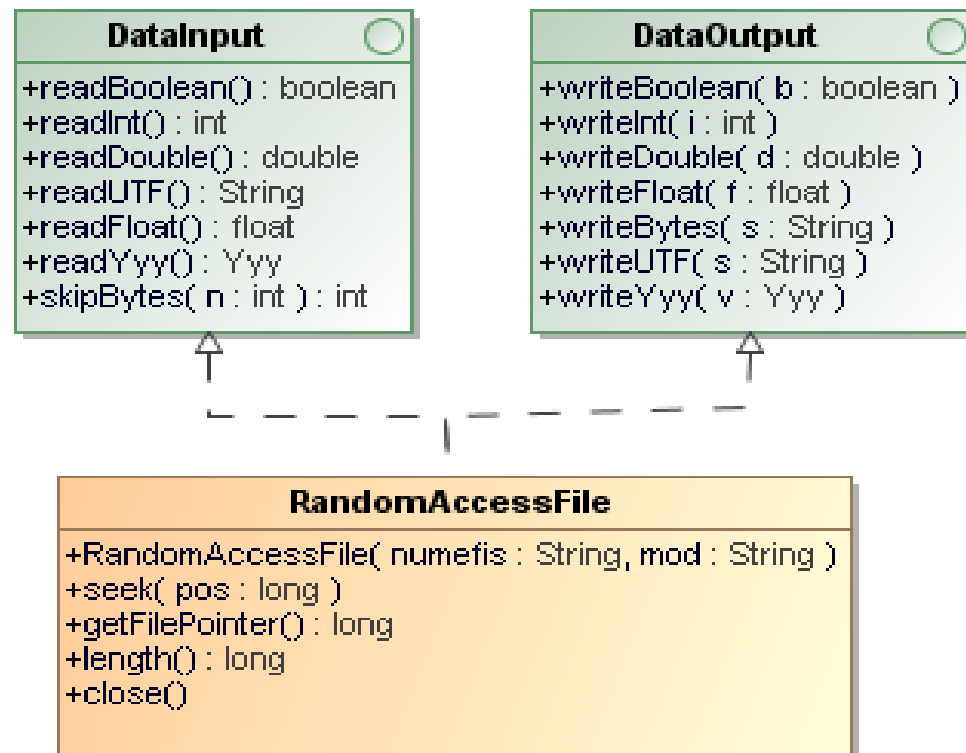 DataInput
+readBoolean() : boolean
+readInt() : int
+readDouble() : double
+readUTF() : String
+readFloat() : float
+readYyy() : Yyy
+skipBytes( n : int ) : int
DataOutput
+writeBoolean( b : boolean )
+writeInt( i : int )
+writeDouble( d : double )
+writeFloat( f : float )
+writeBytes( s : String )
+writeUTF( s : String )
+writeYyy( v : Yyy )
RandomAccessFile
+RandomAccessFile( numefis : String, mod : String )
+seek( pos : long )
+getFilePointer() : long
+length() : long
+close()